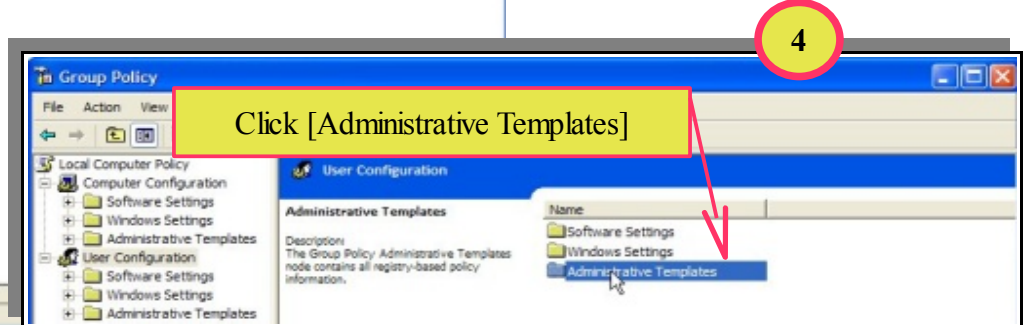 4
Group Policy
File Action View
Click [Administrative Templates]
Local Computer Policy
Computer Configuration
Software Settings
Windows Settings
Administrative Templates
User Configuration
Software Settings
Windows Settings
Administrative Templates
User Configuration
Administrative Templates
Description:
The Group Policy Administrative Templates
node contains all registry-based policy
information.
Name
Software Settings
Windows Settings
Administrative Templates